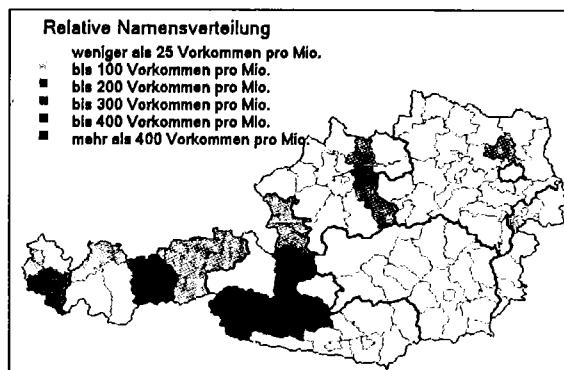 Relative Namensverteilung
weniger als 25 Vorkommen pro Mio.
bis 100 Vorkommen pro Mio.
bis 200 Vorkommen pro Mio.
bis 300 Vorkommen pro Mio.
bis 400 Vorkommen pro Mio.
mehr als 400 Vorkommen pro Mio.